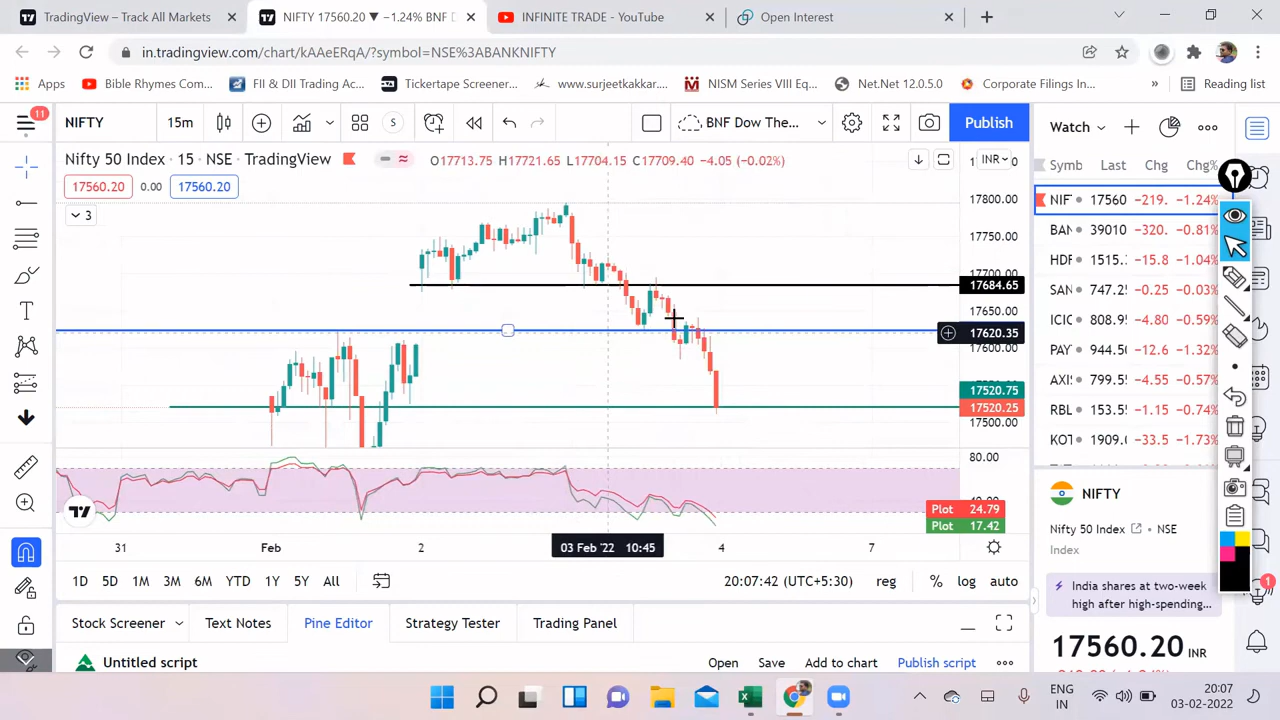 TradingView – Track All Markets
NIFTY 17560.20 ▼ −1.24% BNF D
INFINITE TRADE - YouTube
Open Interest
in.tradingview.com/chart/kAAeERqA/?symbol=NSE%3ABANKNIFTY
Apps
Bible Rhymes Com...
FII & DII Trading Ac...
Tickertape Screener...
www.surjeetkakkar....
NISM Series VIII Eq...
Net.Net 12.0.5.0
Corporate Filings In...
»
Reading list
11
NIFTY
15m
S
BNF Dow The...
Publish
Watch
Nifty 50 Index • 15 • NSE • TradingView
O17713.75 H17721.65 L17704.15 C17709.40 −4.05 (−0.02%)
INR
Symb Last Chg Chg%
17560.20 0.00 17560.20
3
NIF 17560 −219. −1.24%
BAN 39010 −320. −0.81%
HDF 1515. −15.8 −1.04%
SAN 747.2 −0.25 −0.03%
ICIC 808.9 −4.80 −0.59%
PAY 944.50 −12.6 −1.32%
AXIS 799.5 −4.55 −0.57%
RBL 153.5 −1.15 −0.74%
KOT 1909. −33.5 −1.73%
17800.00
17750.00
17700.00
17684.65
17650.00
17620.35
17600.00
17520.75
17520.25
17500.00
80.00
40.00
Plot 24.79
Plot 17.42
31
Feb
2
03 Feb '22 10:45
4
7
NIFTY
Nifty 50 Index • NSE
Index
India shares at two-week
high after high-spending...
17560.20 INR
1D 5D 1M 3M 6M YTD 1Y 5Y All
20:07:42 (UTC+5:30)
reg
% log auto
1
Stock Screener
Text Notes
Pine Editor
Strategy Tester
Trading Panel
Untitled script
Open
Save
Add to chart
Publish script
ENG
IN
20:07
03-02-2022